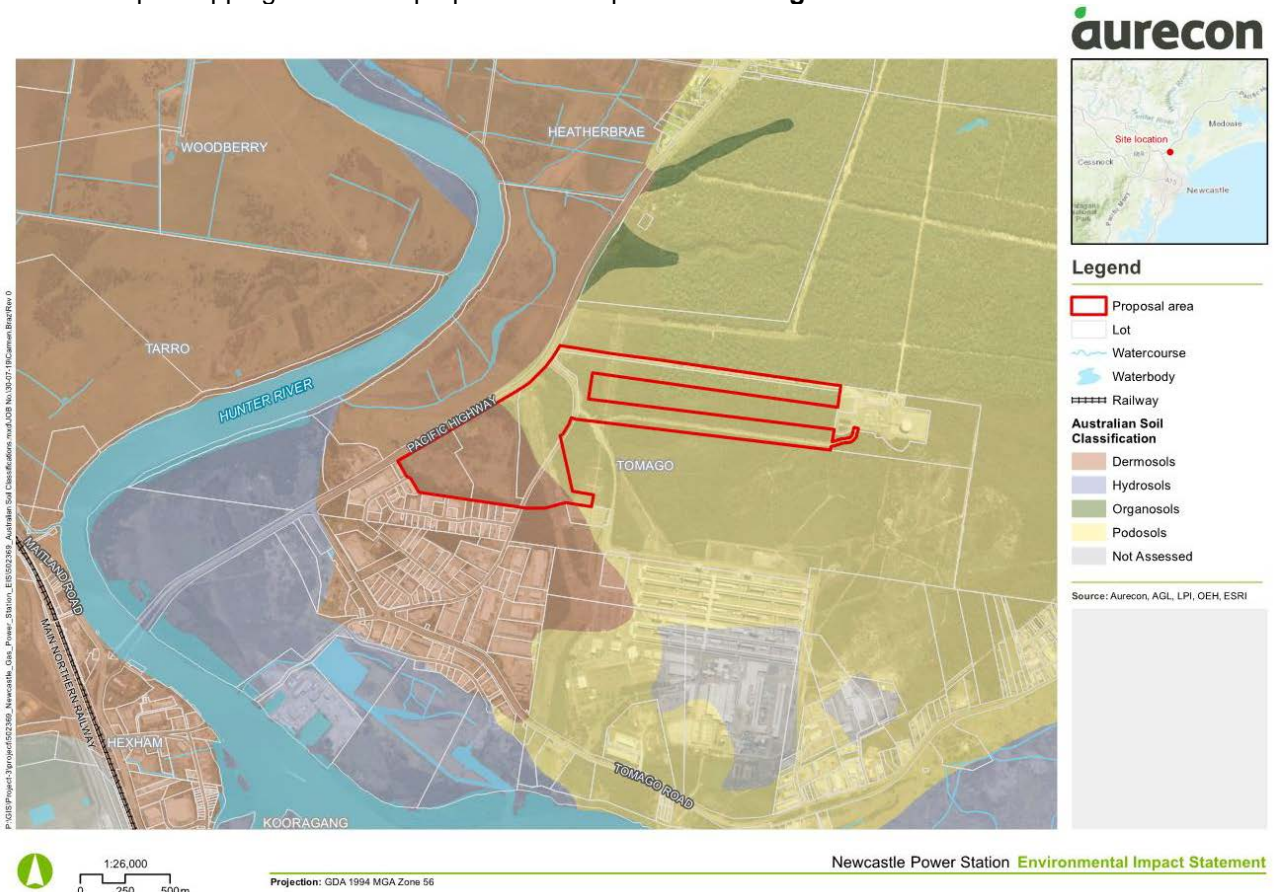 aurecon
WOODBERRY
HEATHERBRAE
TARRO
HUNTER RIVER
PACIFIC HIGHWAY
TOMAGO
MAITLAND ROAD
MAIN NORTHERN RAILWAY
HEXHAM
TOMAGO ROAD
KOORAGANG
Site location
Medowie
Cessnock
Newcastle
Legend
Proposal area
Lot
Watercourse
Waterbody
Railway
Australian Soil
Classification
Dermosols
Hydrosols
Organosols
Podosols
Not Assessed
Source: Aurecon, AGL, LPI, OEH, ESRI
1:26,000
0 250 500m
Projection: GDA 1994 MGA Zone 56
Newcastle Power Station Environmental Impact Statement